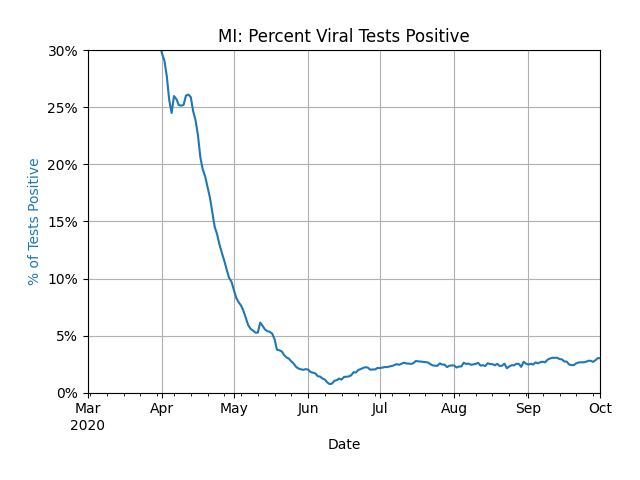 MI: Percent Viral Tests Positive
30%
25%
20%
15%
10%
5%
0%
% of Tests Positive
Mar Apr May Jun Jul Aug Sep Oct
2020
Date